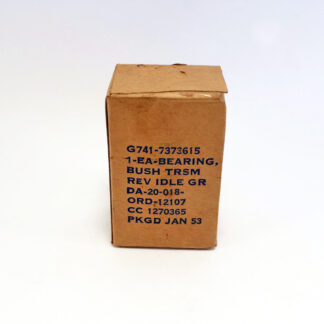 G741-7373615
1-EA-BEARING,
BUSH TRSM
REV IDLE GR
DA-20-018-
ORD-12107
CC 1270365
PKGD JAN 53